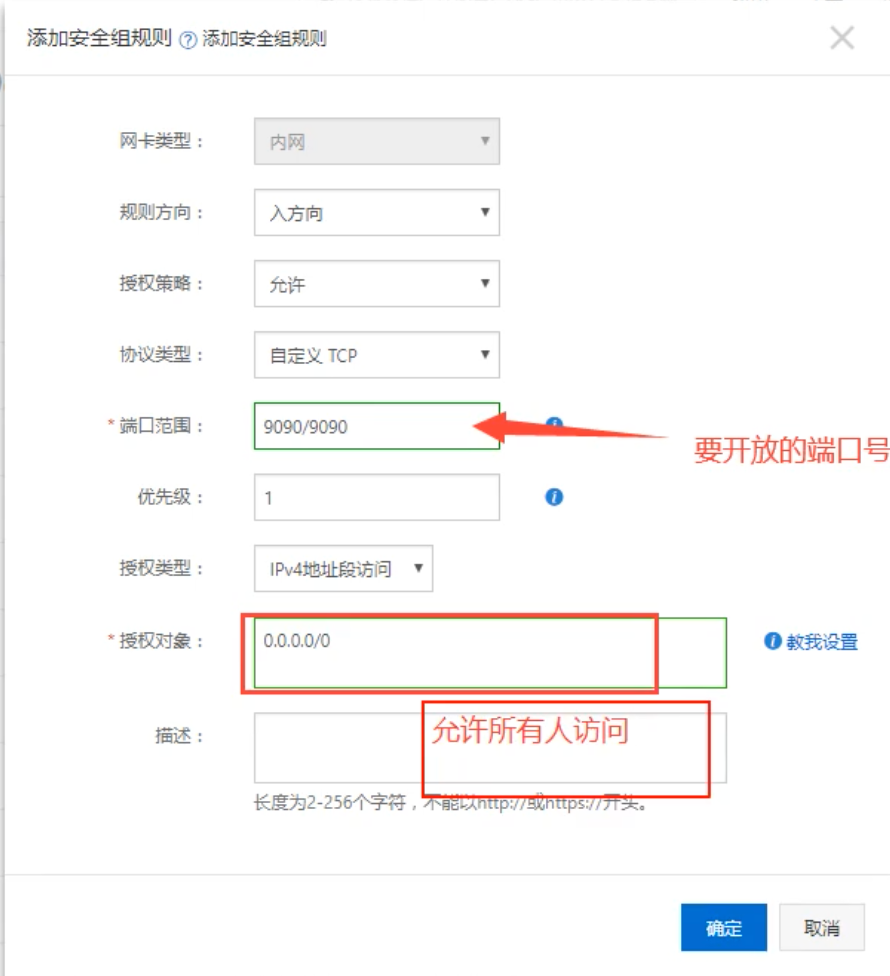 添加安全组规则 ? 添加安全组规则
网卡类型： 内网
规则方向： 入方向
授权策略： 允许
协议类型： 自定义 TCP
* 端口范围： 9090/9090
要开放的端口号
优先级： 1
授权类型： IPv4地址段访问
* 授权对象： 0.0.0.0/0 教我设置
描述： 允许所有人访问
长度为2-256个字符，不能以http://或https://开头。
确定 取消